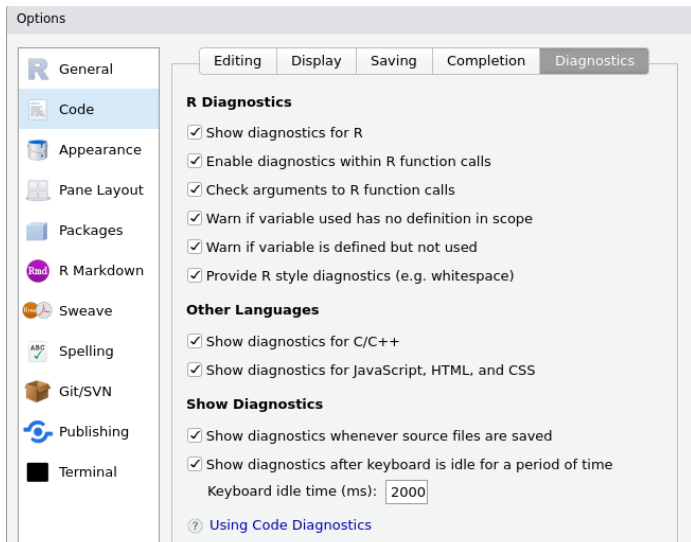 Options
General
Code
Appearance
Pane Layout
Packages
R Markdown
Sweave
Spelling
Git/SVN
Publishing
Terminal
Editing Display Saving Completion Diagnostics
R Diagnostics
Show diagnostics for R
Enable diagnostics within R function calls
Check arguments to R function calls
Warn if variable used has no definition in scope
Warn if variable is defined but not used
Provide R style diagnostics (e.g. whitespace)
Other Languages
Show diagnostics for C/C++
Show diagnostics for JavaScript, HTML, and CSS
Show Diagnostics
Show diagnostics whenever source files are saved
Show diagnostics after keyboard is idle for a period of time
Keyboard idle time (ms): 2000
? Using Code Diagnostics